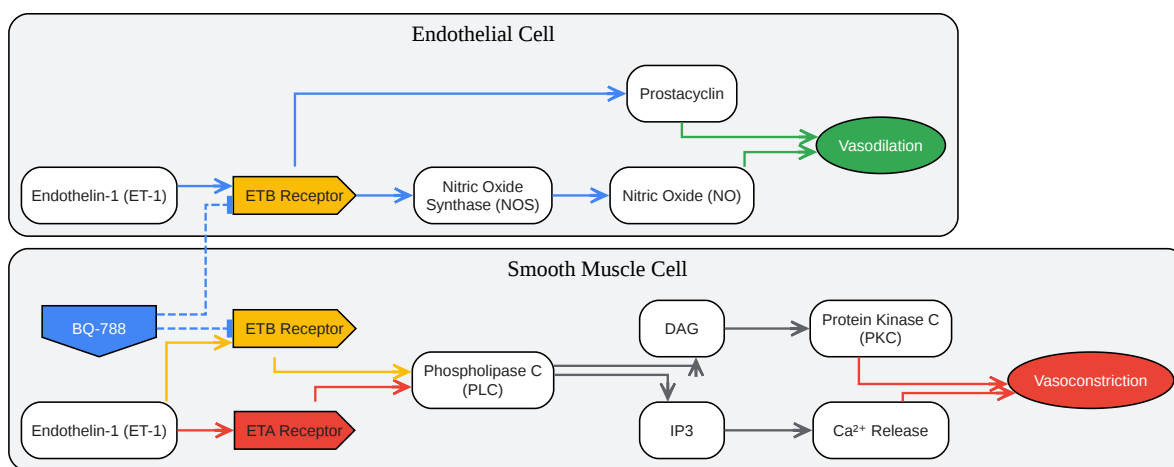 Endothelial Cell
Prostacyclin
Vasodilation
Endothelin-1 (ET-1)
ETB Receptor
Nitric Oxide
Synthase (NOS)
Nitric Oxide (NO)
Smooth Muscle Cell
BQ-788
ETB Receptor
DAG
Protein Kinase C
(PKC)
Phospholipase C
(PLC)
Vasoconstriction
Endothelin-1 (ET-1)
ETA Receptor
IP3
Ca²⁺ Release